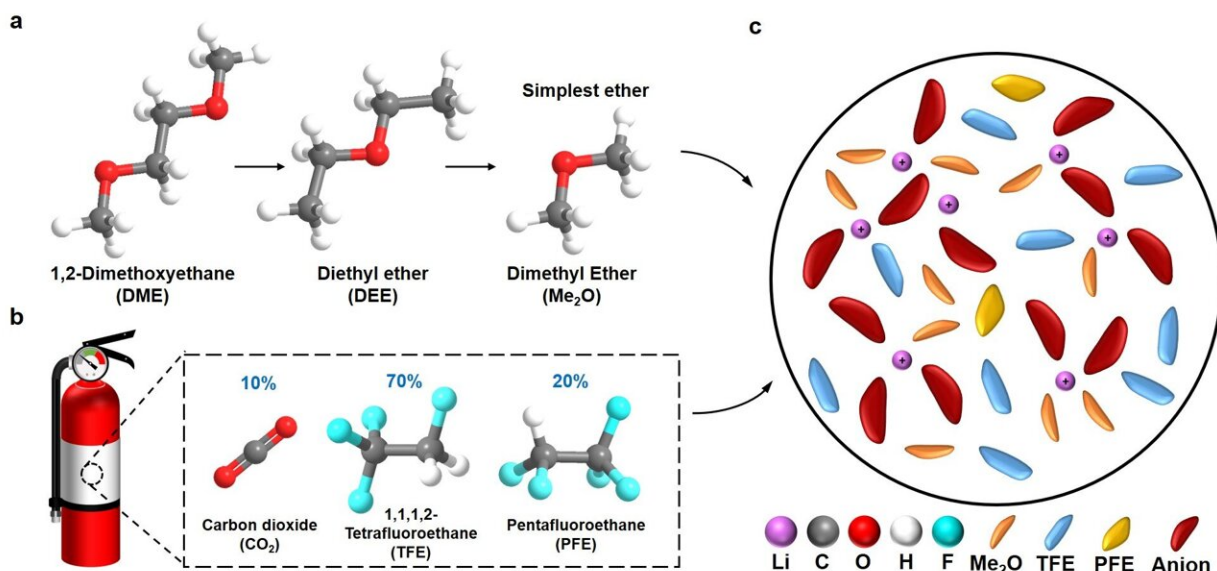 a
Simplest ether
1,2-Dimethoxyethane
(DME)
Diethyl ether
(DEE)
Dimethyl Ether
(Me₂O)
b
10%
70%
20%
Carbon dioxide
(CO₂)
1,1,1,2-
Tetrafluoroethane
(TFE)
Pentafluoroethane
(PFE)
c
+
+
+
+
+
+
+
Li
C
O
H
F
Me₂O
TFE
PFE
Anion